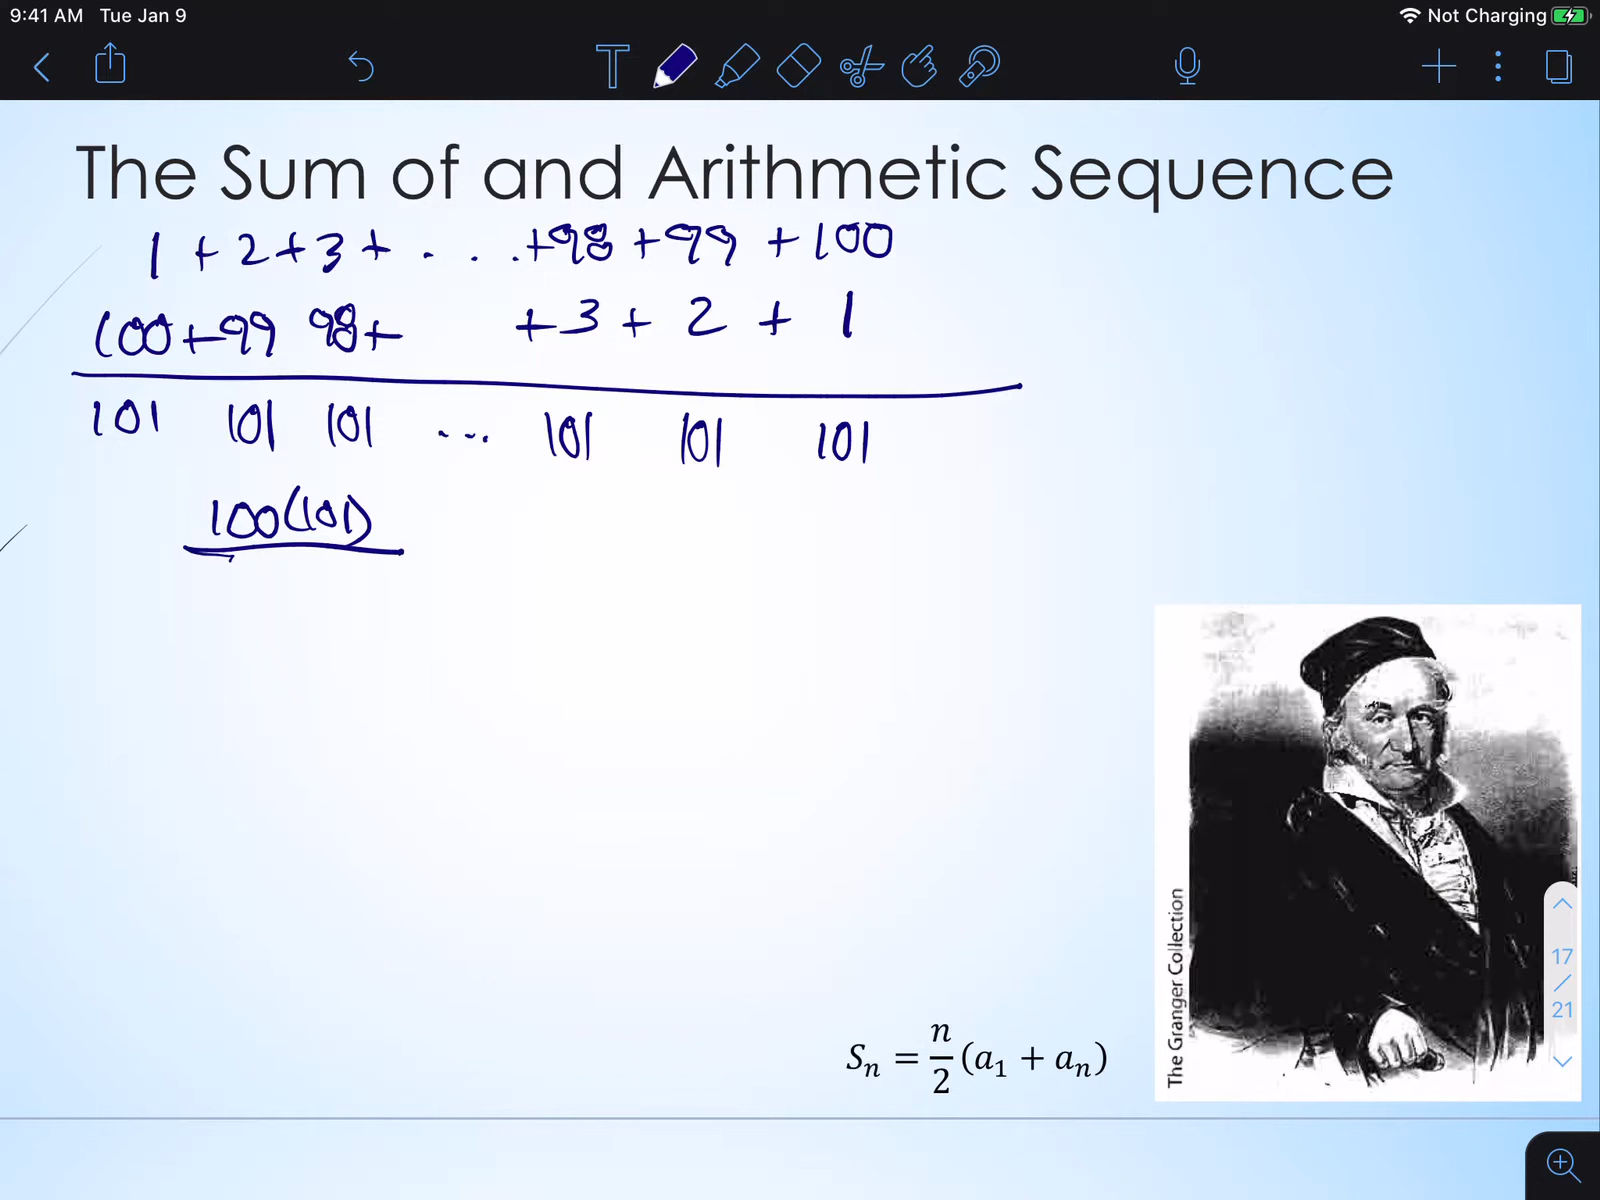 9:41 AM Tue Jan 9
Not Charging
The Sum of and Arithmetic Sequence
1 + 2 + 3 + . . . . +98 +99 +100
100+99 98+ +3 + 2 + 1
101 101 101 ... 101 101 101
100(101)
The Granger Collection
17
/
21
Sₙ = n/2 (a₁ + aₙ)